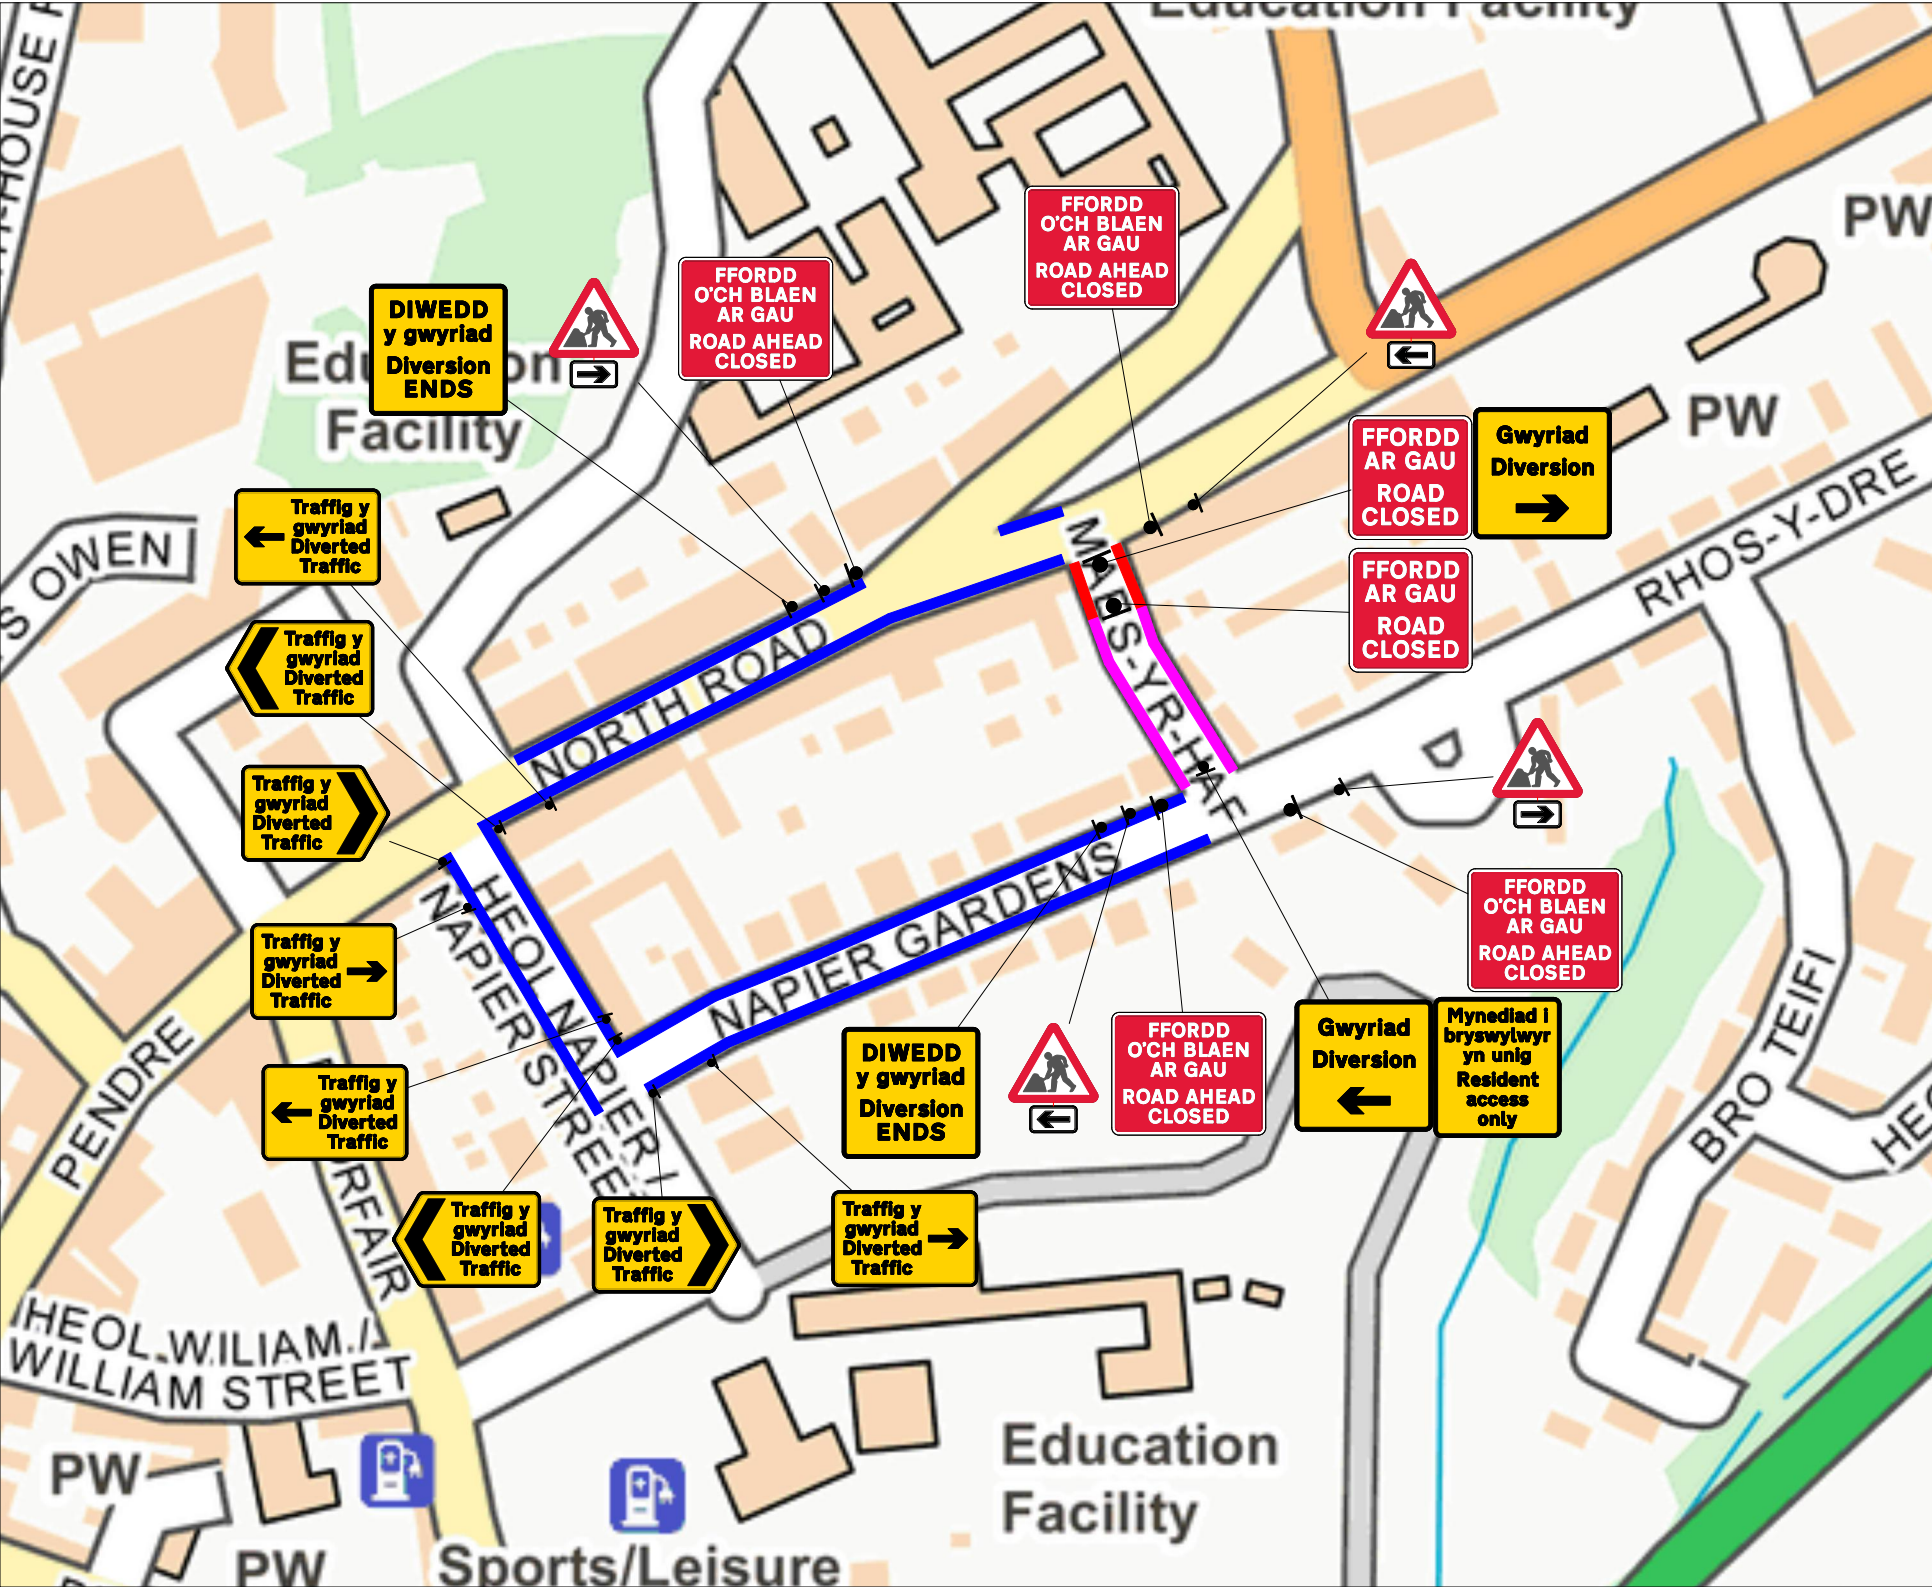 Education Facility
PW
FFORDD
O'CH BLAEN
AR GAU
ROAD AHEAD
CLOSED
FFORDD
O'CH BLAEN
AR GAU
ROAD AHEAD
CLOSED
DIWEDD
y gwyriad
Diversion
ENDS
Education
Facility
PW
FFORDD
AR GAU
ROAD
CLOSED
Gwyriad
Diversion
FFORDD
AR GAU
ROAD
CLOSED
RHOS-Y-DRE
OWEN
Traffig y
gwyriad
Diverted
Traffic
Traffig y
gwyriad
Diverted
Traffic
Traffig y
gwyriad
Diverted
Traffic
Traffig y
gwyriad
Diverted
Traffic
NORTH ROAD
MAES-YR-HAF
NAPIER GARDENS
HEOL NAPIER /
NAPIER STREET
PENDRE
FFORDD
O'CH BLAEN
AR GAU
ROAD AHEAD
CLOSED
BRO TEIFI
Traffig y
gwyriad
Diverted
Traffic
DIWEDD
y gwyriad
Diversion
ENDS
FFORDD
O'CH BLAEN
AR GAU
ROAD AHEAD
CLOSED
Gwyriad
Diversion
Mynediad i
bryswylwyr
yn unig
Resident
access
only
Traffig y
gwyriad
Diverted
Traffic
Traffig y
gwyriad
Diverted
Traffic
Traffig y
gwyriad
Diverted
Traffic
HEOL WILIAM /
WILLIAM STREET
PW
PW
Education
Facility
Sports/Leisure